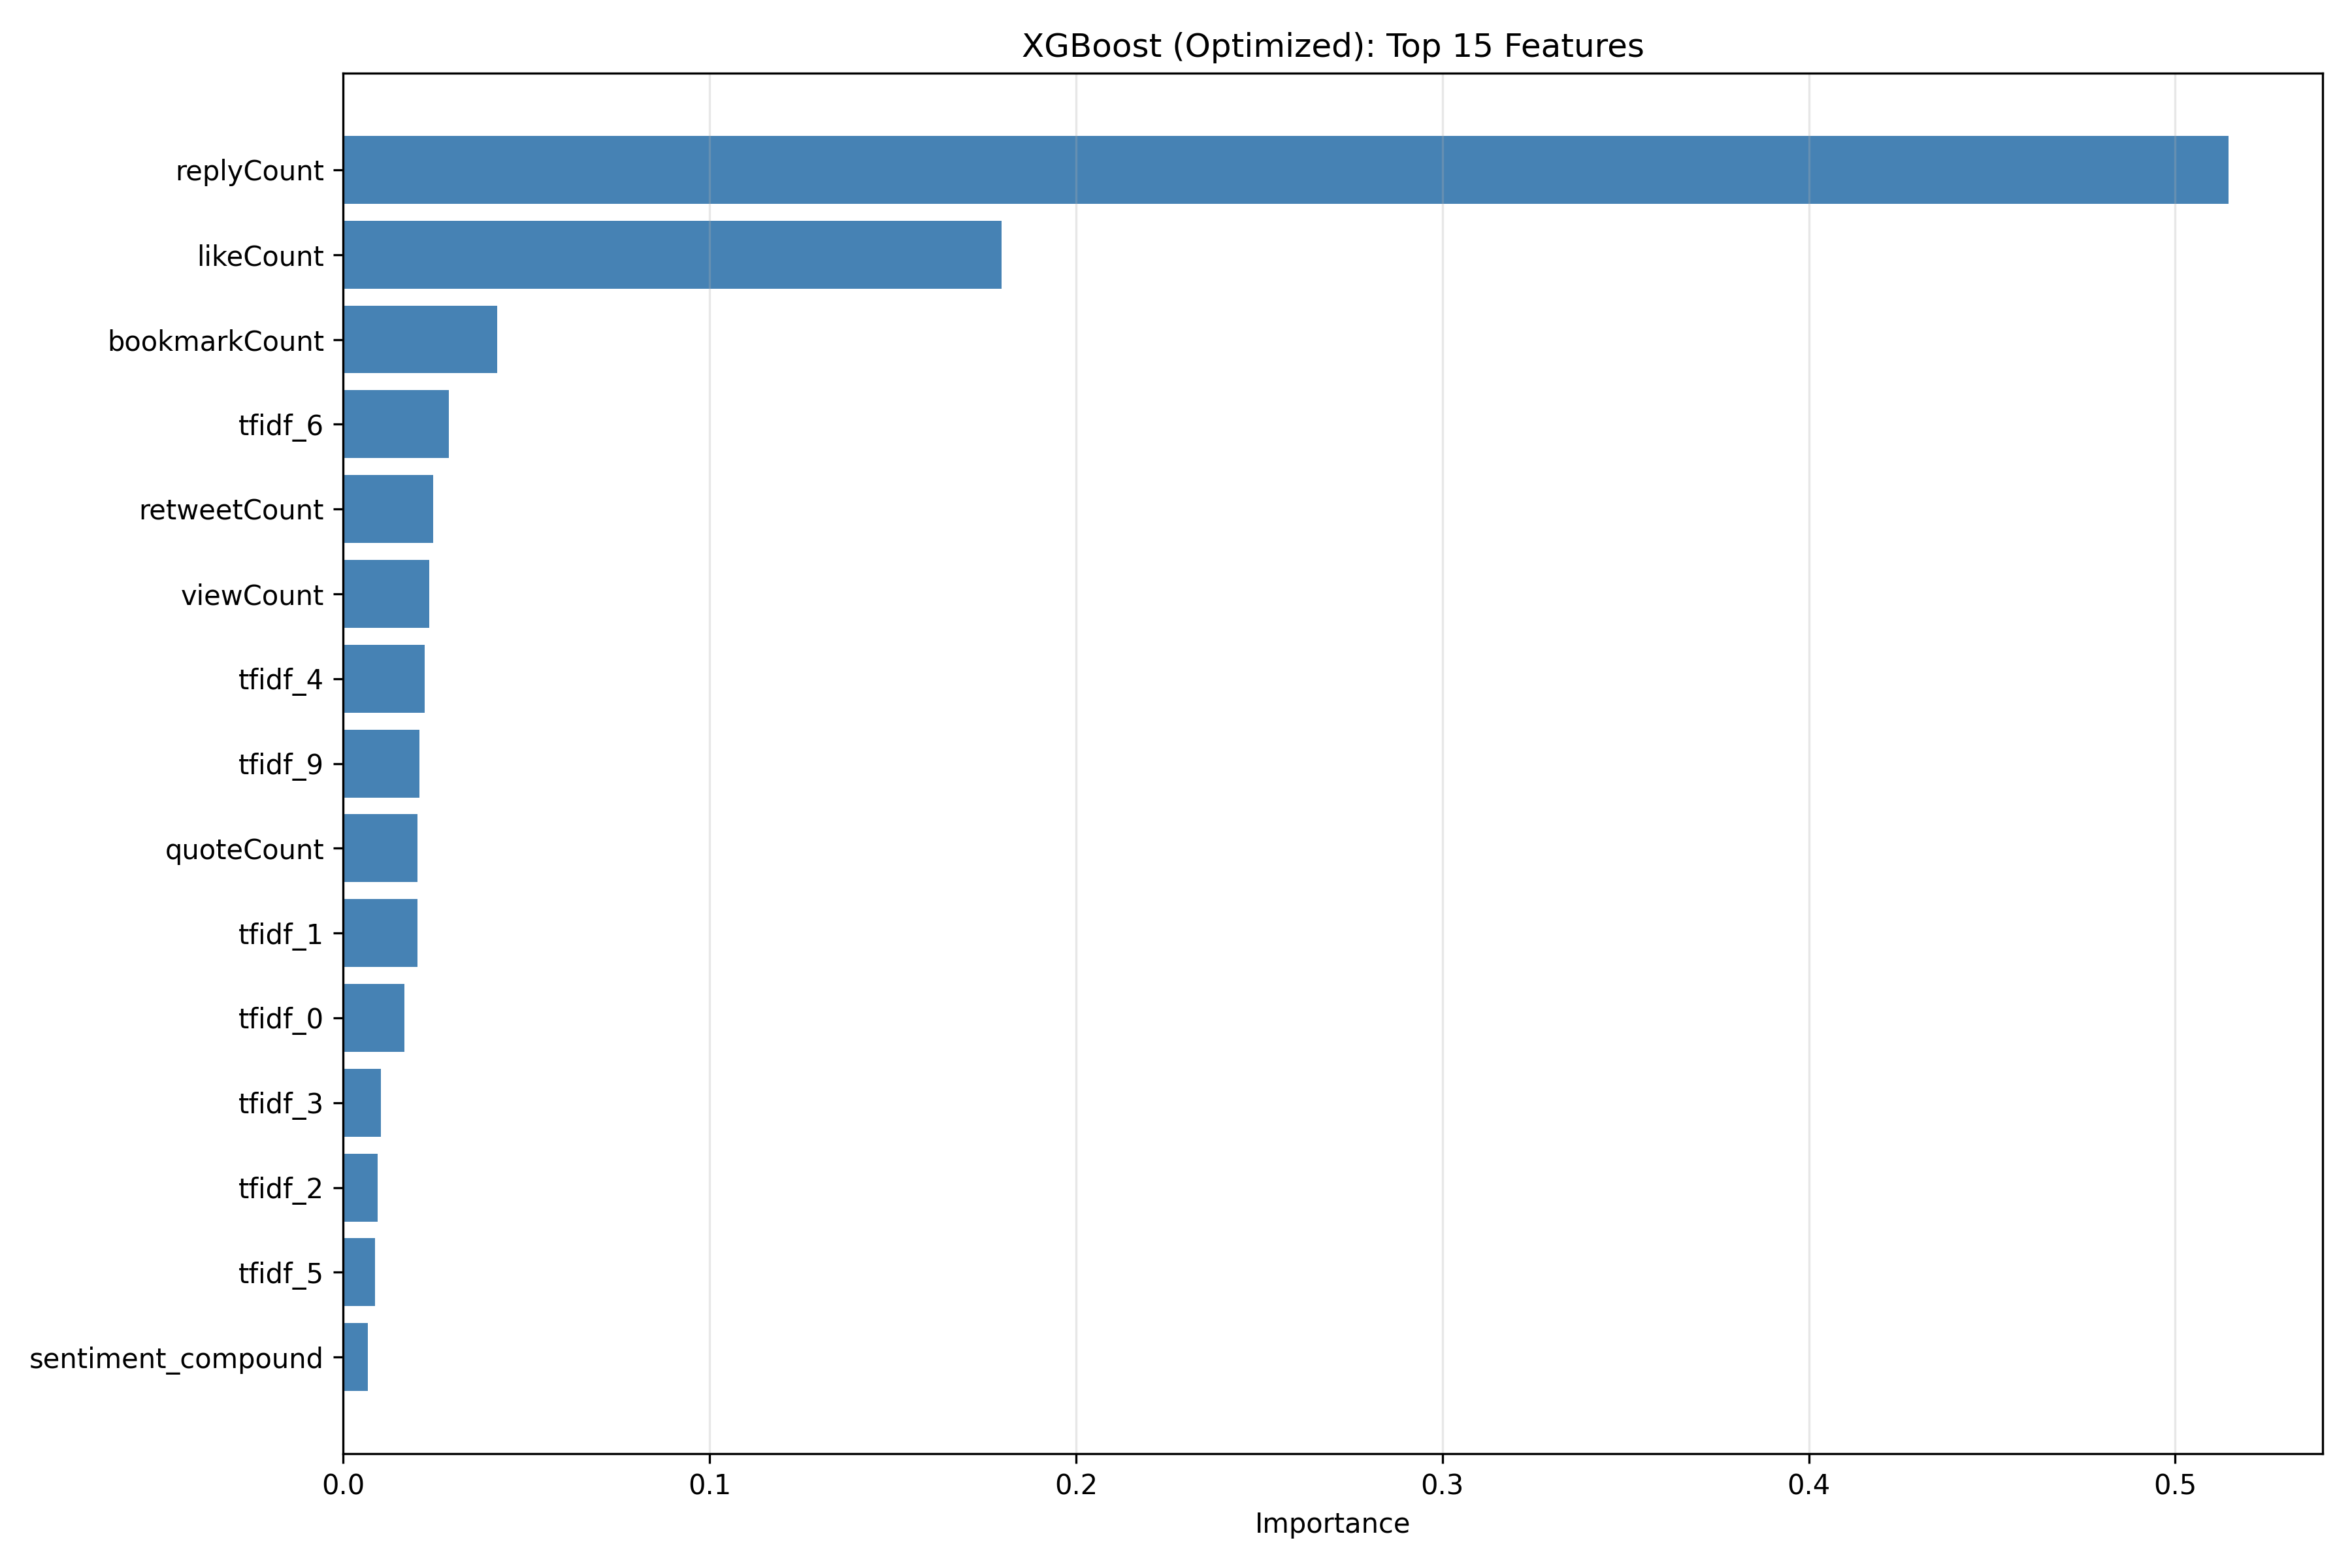 XGBoost (Optimized): Top 15 Features
replyCount
likeCount
bookmarkCount
tfidf_6
retweetCount
viewCount
tfidf_4
tfidf_9
quoteCount
tfidf_1
tfidf_0
tfidf_3
tfidf_2
tfidf_5
sentiment_compound
0.0 0.1 0.2 0.3 0.4 0.5
Importance